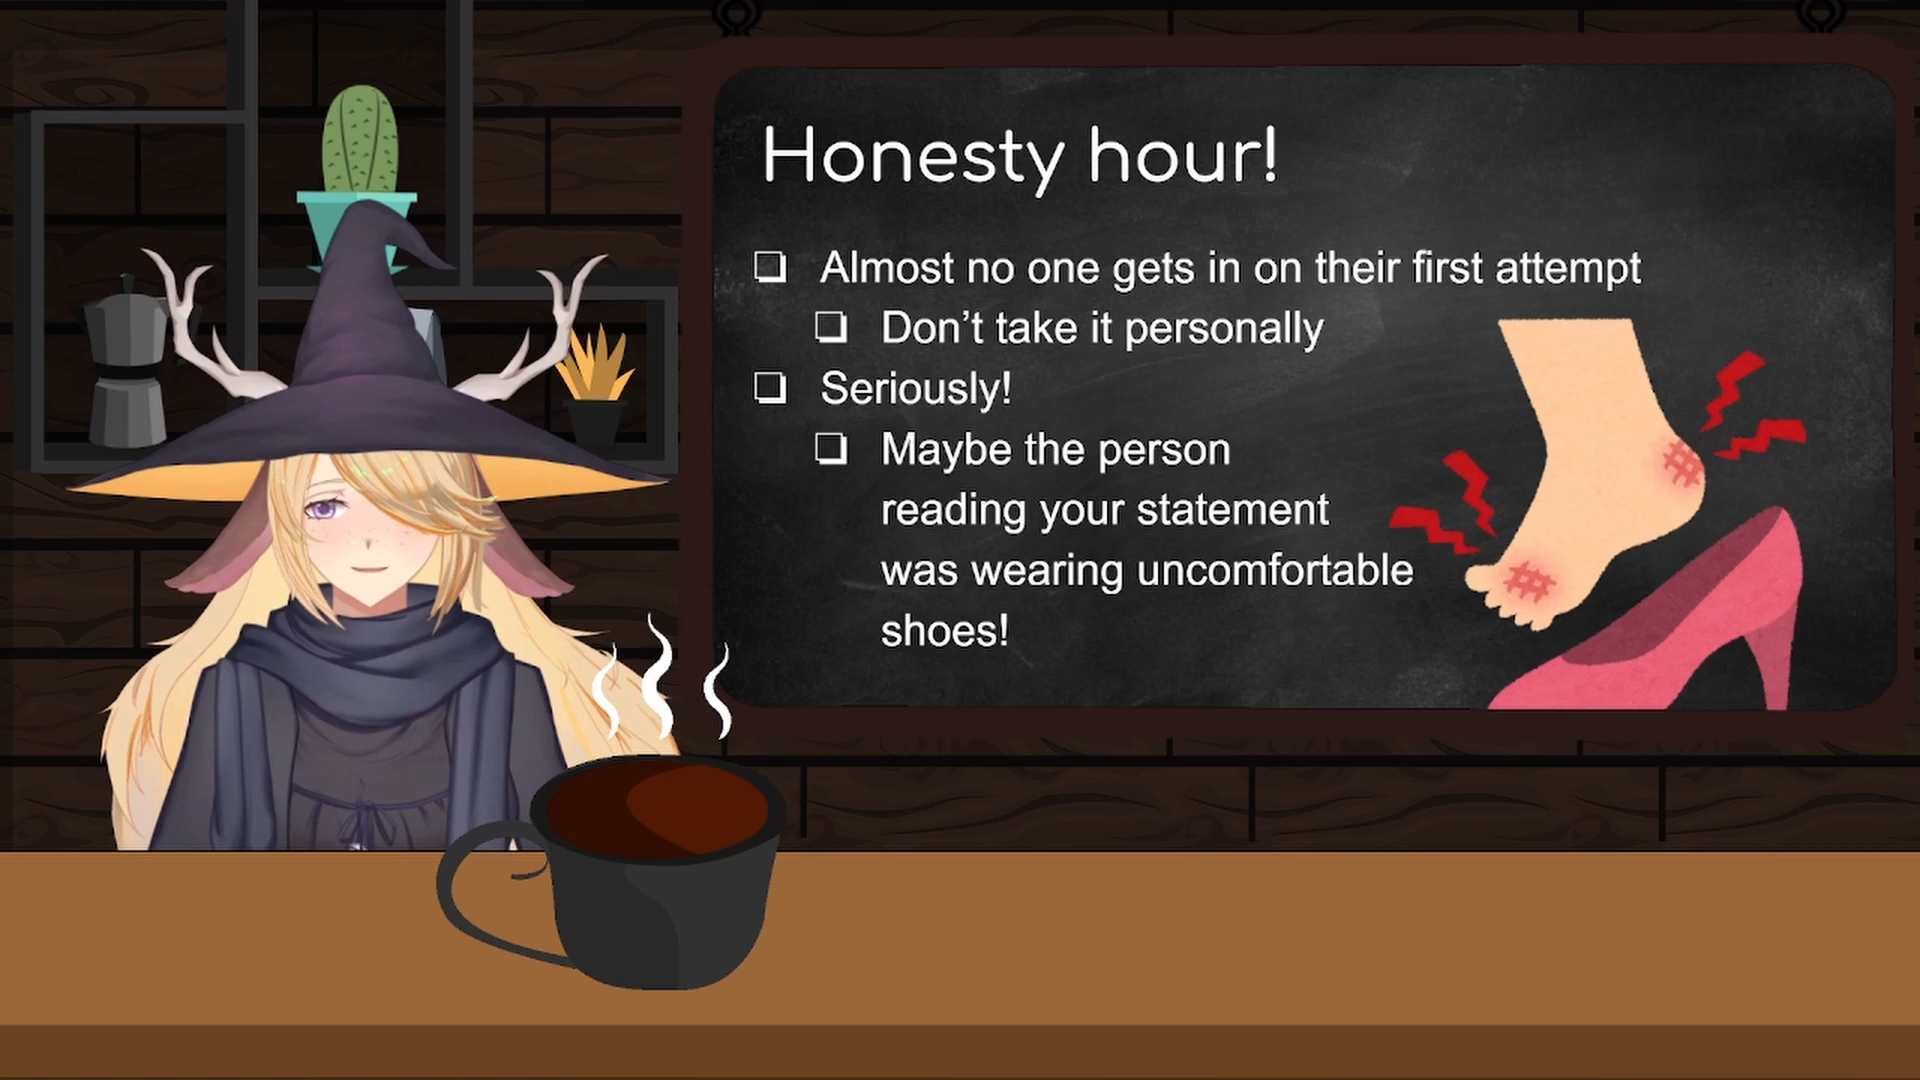 Honesty hour!
❏ Almost no one gets in on their first attempt
❏ Don’t take it personally
❏ Seriously!
❏ Maybe the person
reading your statement
was wearing uncomfortable
shoes!